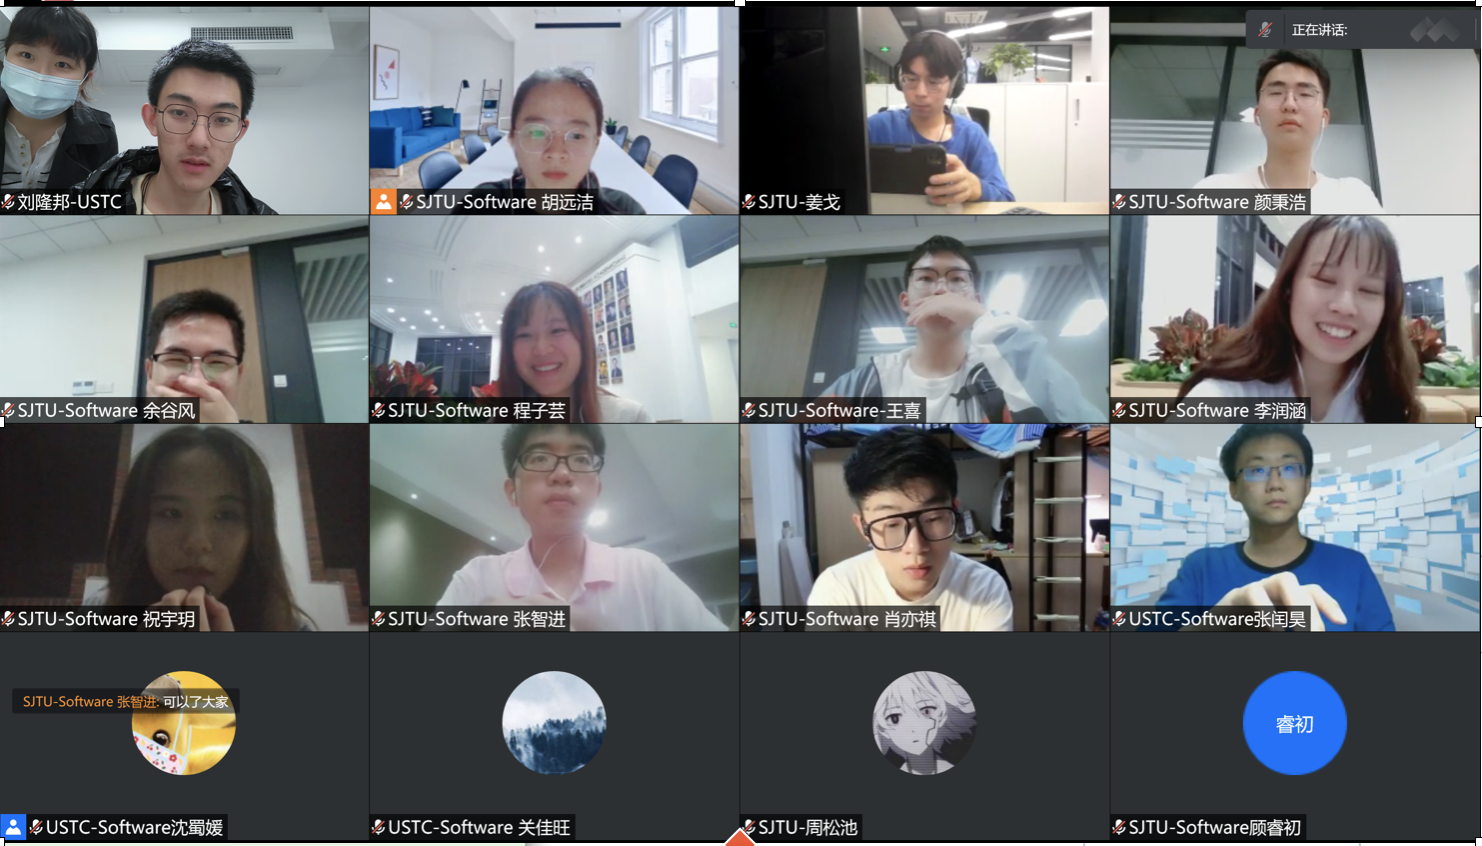 正在讲话:
刘隆邦-USTC
SJTU-Software 胡远洁
SJTU-姜戈
SJTU-Software 颜秉浩
SJTU-Software 余谷风
SJTU-Software 程子芸
SJTU-Software-王喜
SJTU-Software 李润涵
SJTU-Software 祝宇玥
SJTU-Software 张智进
SJTU-Software 肖亦祺
USTC-Software张闰昊
SJTU-Software 张智进: 可以了大家
睿初
USTC-Software沈蜀媛
USTC-Software 关佳旺
SJTU-周松池
SJTU-Software顾睿初